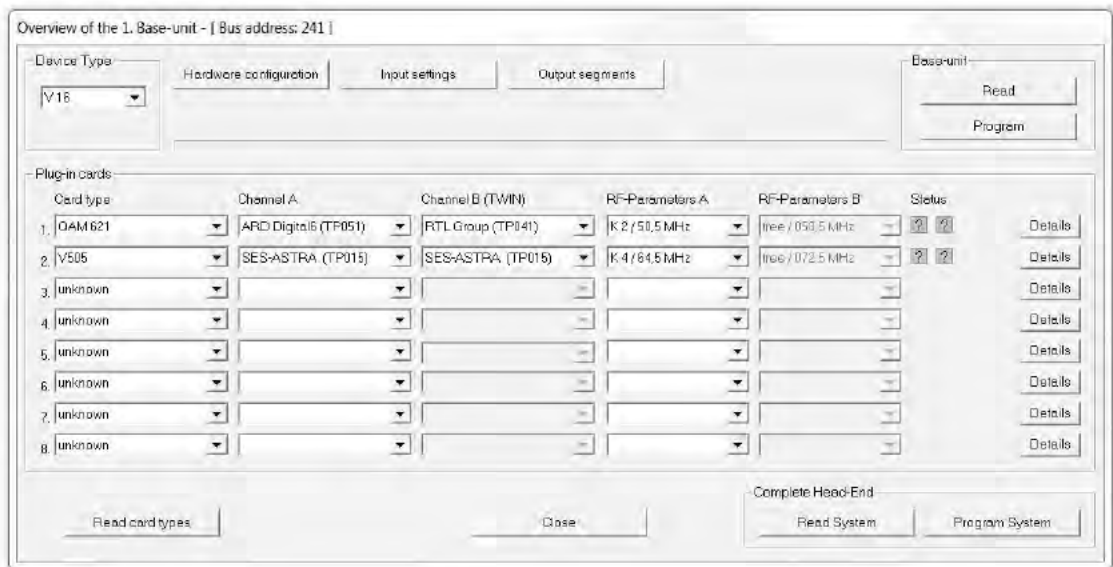 Overview of the 1. Base-unit - [ Bus address: 241 ]
Device Type
Base-unit
Hardware configuration Input settings Output segments
V16
Read
Program
Plug-in cards
Card type Channel A Channel B (TWIN) RF-Parameters A RF-Parameters B Status
1. QAM 621 ARD Digital6 (TP051) RTL Group (TP041) K 2 / 50,5 MHz free / 050,5 MHz ? ? Details
2. V505 SES-ASTRA (TP015) SES-ASTRA (TP015) K 4 / 64,5 MHz free / 072,5 MHz ? ? Details
3. unknown Details
4. unknown Details
5. unknown Details
6. unknown Details
7. unknown Details
8. unknown Details
Complete Head-End
Read card types Close Read System Program System